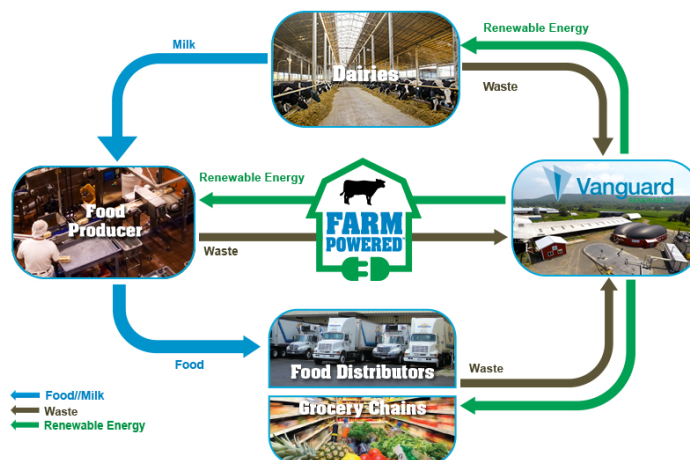 Renewable Energy
Milk
Dairies
Waste
Renewable Energy
Vanguard
Food
Producer
FARM
POWERED
Waste
Food Distributors
Waste
Food
Grocery Chains
Food//Milk
Waste
Renewable Energy